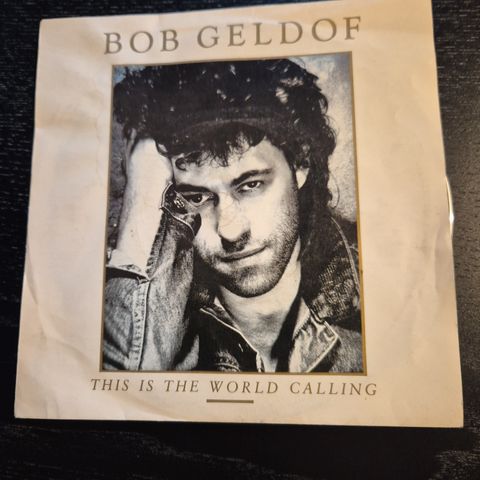 BOB GELDOF
THIS IS THE WORLD CALLING